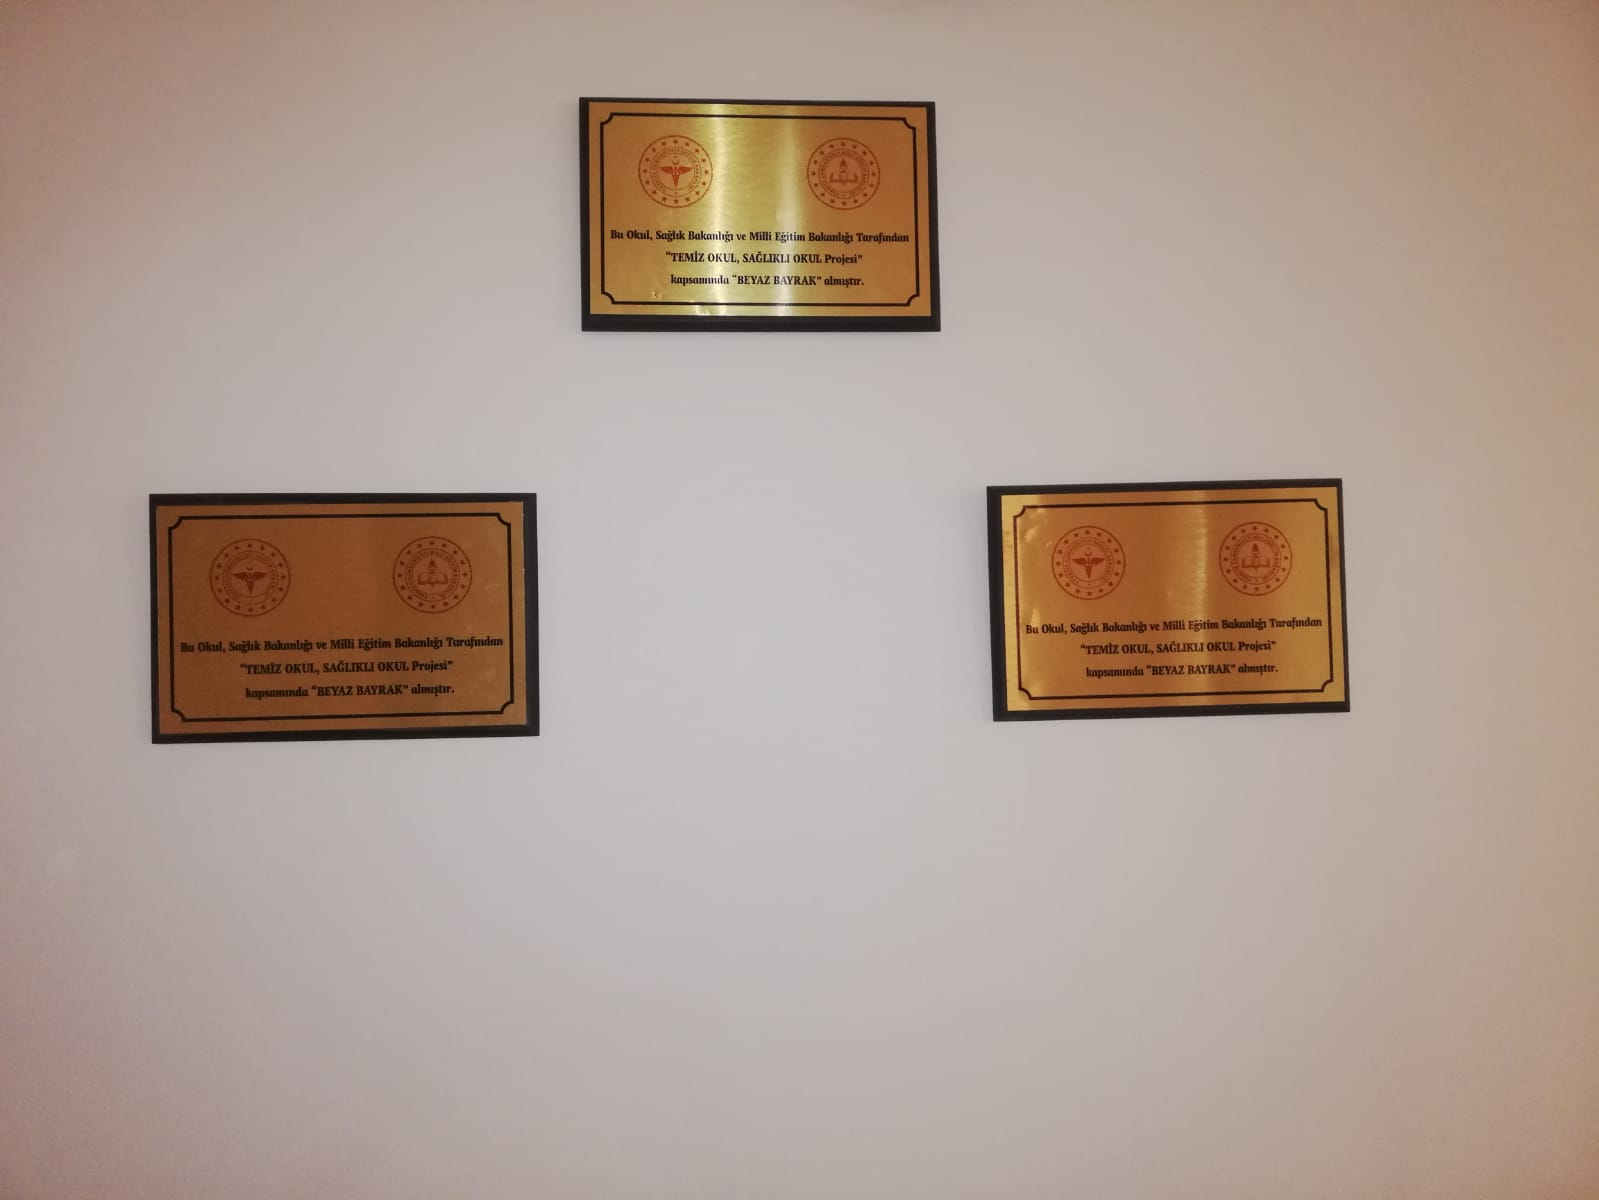 Bu Okul, Sağlık Bakanlığı ve Milli Eğitim Bakanlığı Tarafından
"TEMİZ OKUL, SAĞLIKLI OKUL Projesi"
kapsamında "BEYAZ BAYRAK" almıştır.
Bu Okul, Sağlık Bakanlığı ve Milli Eğitim Bakanlığı Tarafından
"TEMİZ OKUL, SAĞLIKLI OKUL Projesi"
kapsamında "BEYAZ BAYRAK" almıştır.
Bu Okul, Sağlık Bakanlığı ve Milli Eğitim Bakanlığı Tarafından
"TEMİZ OKUL, SAĞLIKLI OKUL Projesi"
kapsamında "BEYAZ BAYRAK" almıştır.